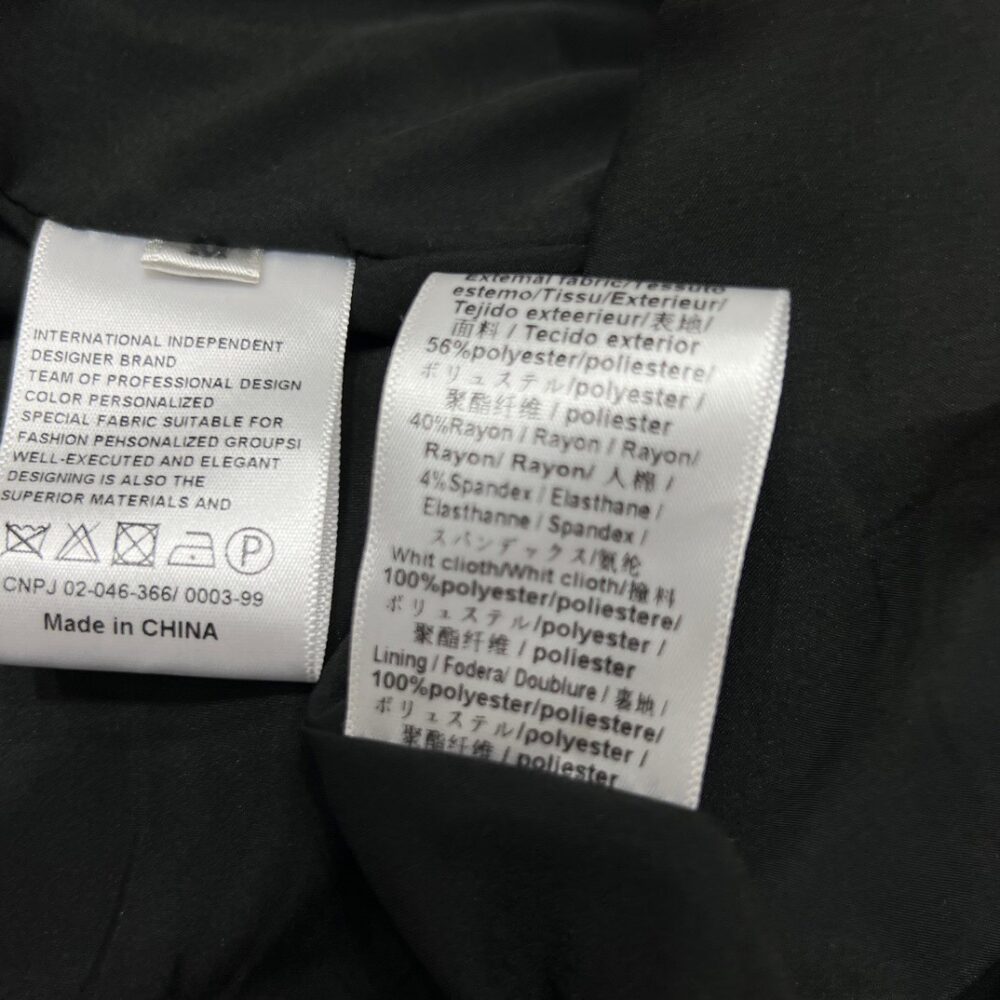 INTERNATIONAL INDEPENDENT
DESIGNER BRAND
TEAM OF PROFESSIONAL DESIGN
COLOR PERSONALIZED
SPECIAL FABRIC SUITABLE FOR
FASHION PEHSONALIZED GROUPSI
WELL-EXECUTED AND ELEGANT
DESIGNING IS ALSO THE
SUPERIOR MATERIALS AND
P
CNPJ 02-046-366/ 0003-99
Made in CHINA
External fabric/Tessuto
estemo/Tissu/Exterieur/
Tejido exteerieur/表地/
面料 / Tecido exterior
56%polyester/poliestere/
ポリュステル/polyester /
聚酯纤维 / poliester
40%Rayon / Rayon / Rayon/
Rayon/ Rayon/ 人棉 /
4%Spandex / Elasthane /
Elasthanne / Spandex /
スパンデックス/氨纶
Whit clioth/Whit clioth/撞料
100%polyester/poliestere/
ポリュステル/polyester /
聚酯纤维 / poliester
Lining / Fodera/ Doublure / 裏地 /
100%polyester/poliestere/
ポリュステル/polyester /
聚酯纤维 / poliester